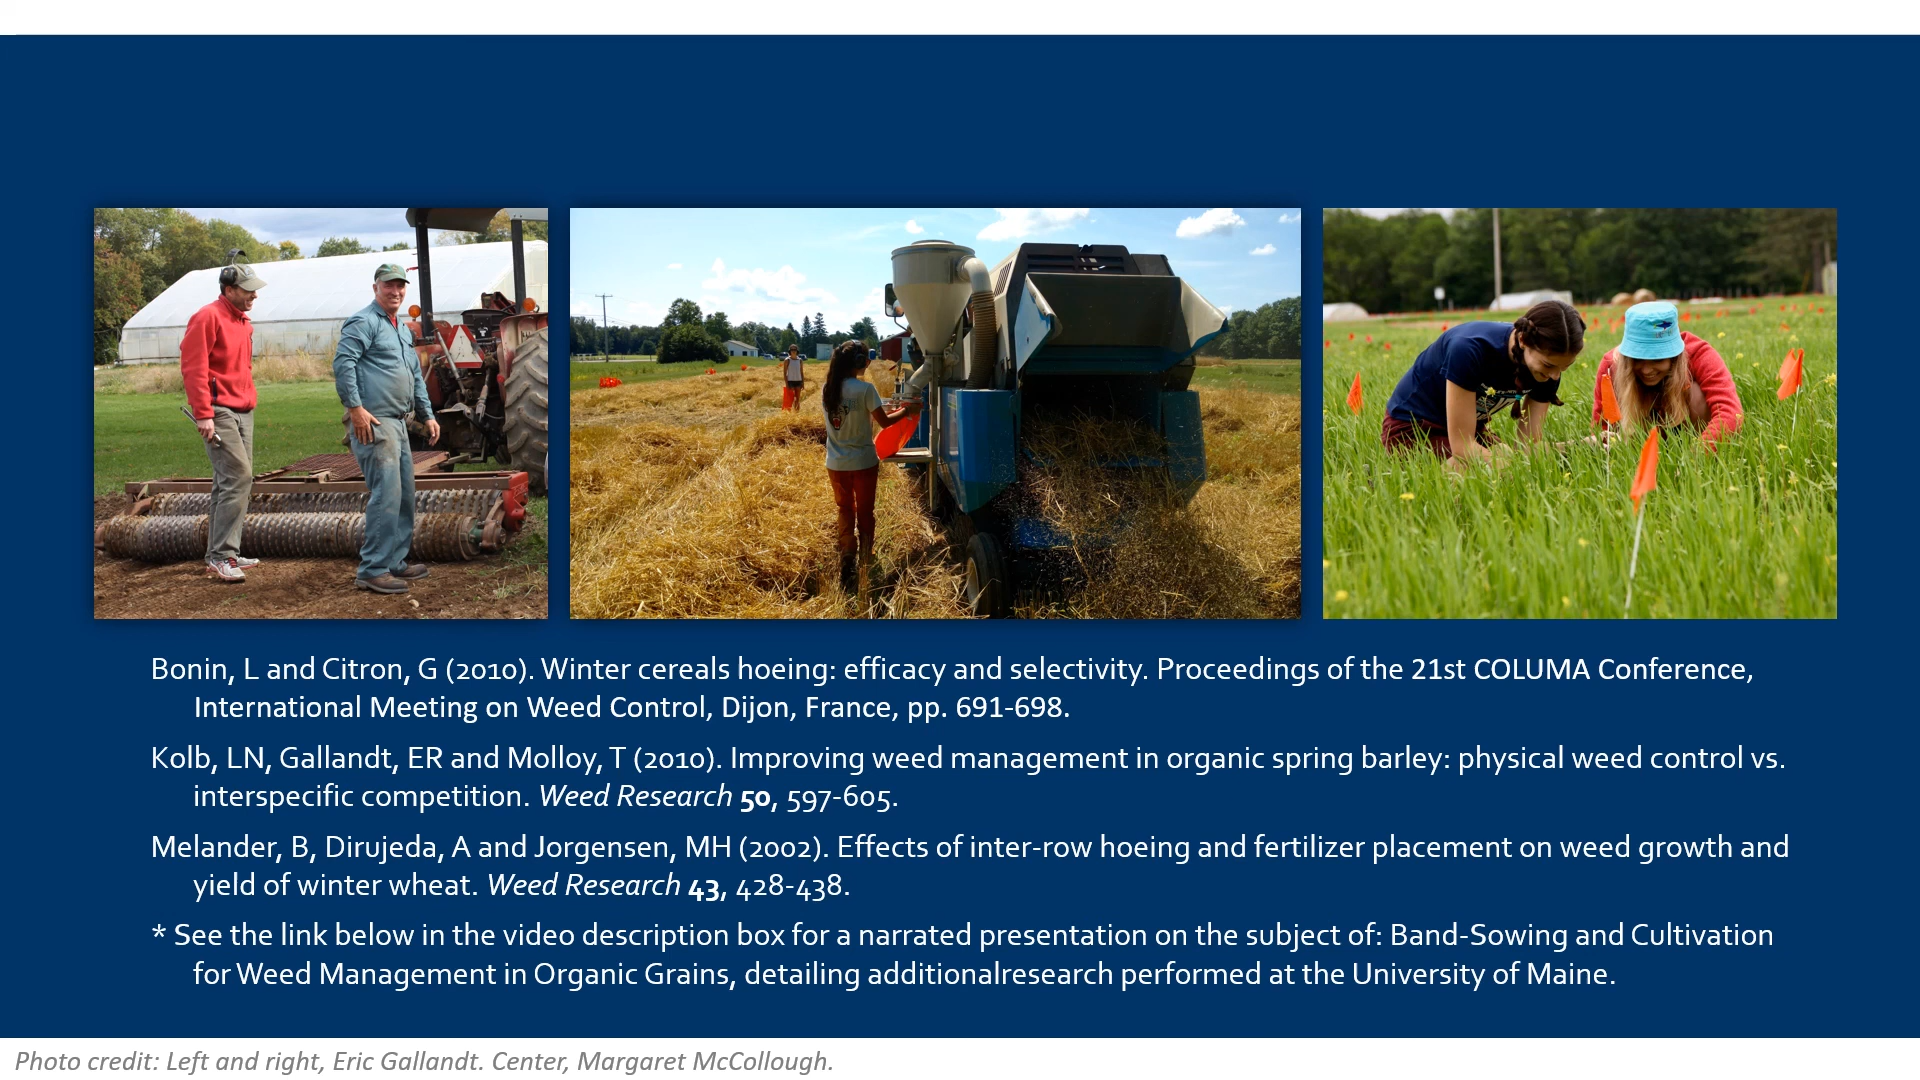 Bonin, L and Citron, G (2010). Winter cereals hoeing: efficacy and selectivity. Proceedings of the 21st COLUMA Conference,
International Meeting on Weed Control, Dijon, France, pp. 691-698.
Kolb, LN, Gallandt, ER and Molloy, T (2010). Improving weed management in organic spring barley: physical weed control vs.
interspecific competition. Weed Research 50, 597-605.
Melander, B, Dirujeda, A and Jorgensen, MH (2002). Effects of inter-row hoeing and fertilizer placement on weed growth and
yield of winter wheat. Weed Research 43, 428-438.
* See the link below in the video description box for a narrated presentation on the subject of: Band-Sowing and Cultivation
for Weed Management in Organic Grains, detailing additionalresearch performed at the University of Maine.
Photo credit: Left and right, Eric Gallandt. Center, Margaret McCollough.